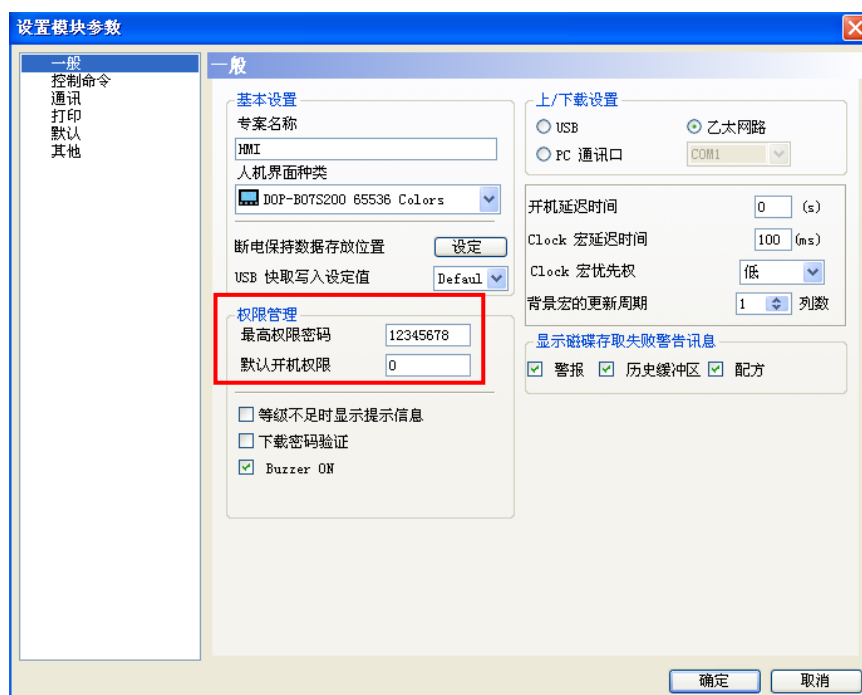 设置模块参数
一般
控制命令
通讯
打印
默认
其他
一般
基本设置
专案名称
HMI
人机界面种类
DOP-B07S200 65536 Colors
断电保持数据存放位置 设定
USB 快取写入设定值 Defaul
权限管理
最高权限密码 12345678
默认开机权限 0
等级不足时显示提示信息
下载密码验证
Buzzer ON
上/下载设置
USB 乙太网路
PC 通讯口 COM1
开机延迟时间 0 (s)
Clock 宏延迟时间 100 (ms)
Clock 宏优先权 低
背景宏的更新周期 1 列数
显示磁碟存取失败警告讯息
警报 历史缓冲区 配方
确定 取消